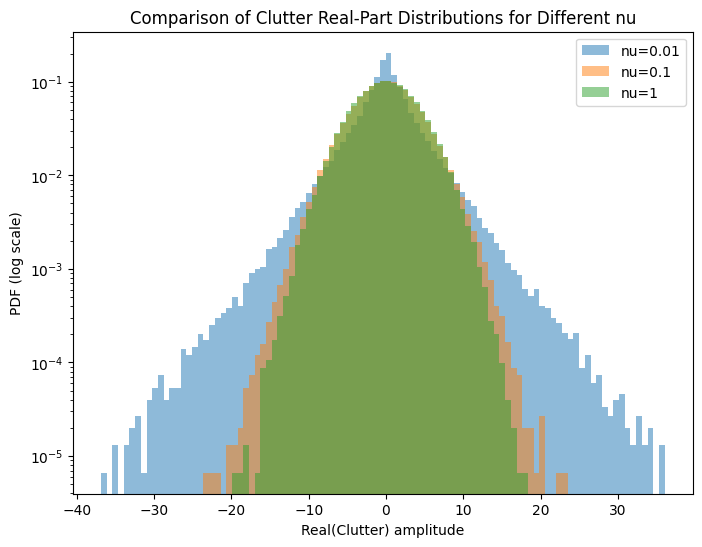 Comparison of Clutter Real-Part Distributions for Different nu
nu=0.01
nu=0.1
nu=1
PDF (log scale)
10⁻¹
10⁻²
10⁻³
10⁻⁴
10⁻⁵
−40 −30 −20 −10 0 10 20 30
Real(Clutter) amplitude